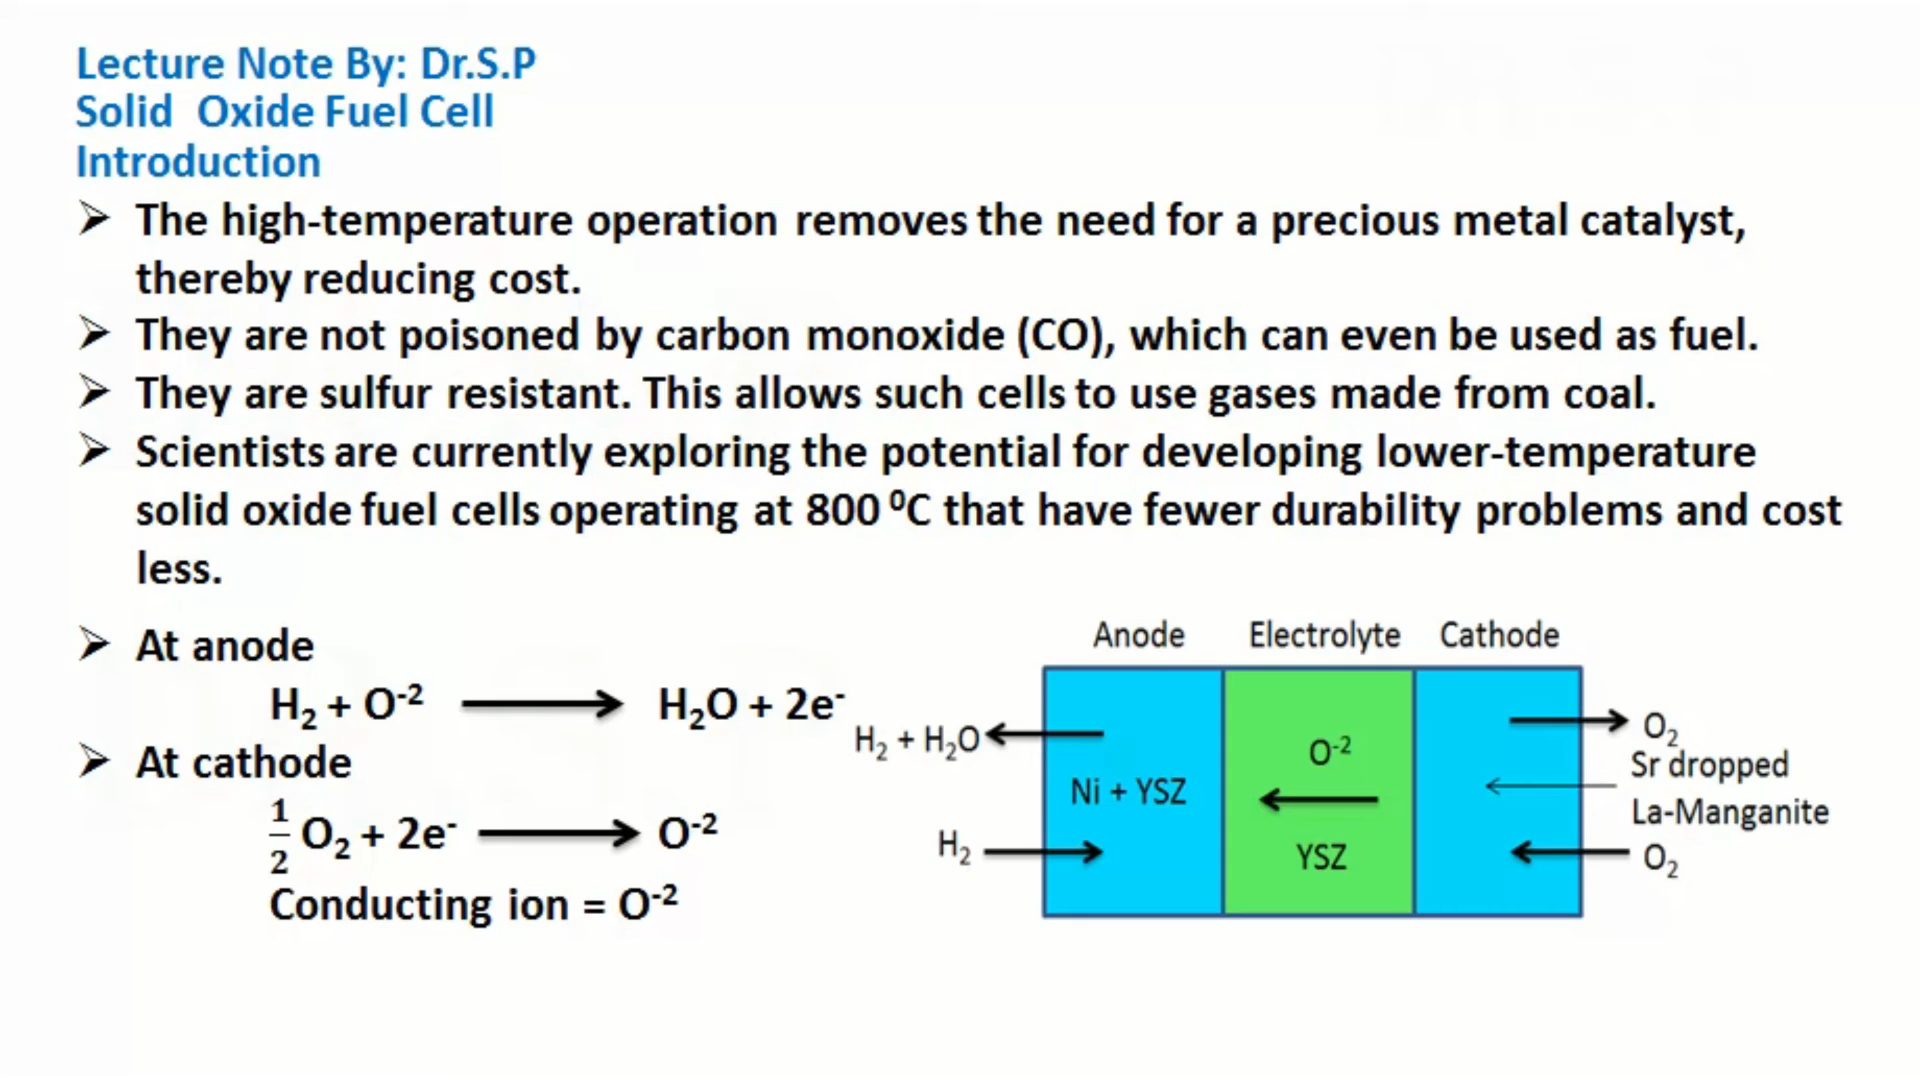 Lecture Note By: Dr.S.P
Solid Oxide Fuel Cell
Introduction
➢ The high-temperature operation removes the need for a precious metal catalyst,
thereby reducing cost.
➢ They are not poisoned by carbon monoxide (CO), which can even be used as fuel.
➢ They are sulfur resistant. This allows such cells to use gases made from coal.
➢ Scientists are currently exploring the potential for developing lower-temperature
solid oxide fuel cells operating at 800 ⁰C that have fewer durability problems and cost
less.
➢ At anode
H₂ + O⁻² ⟶ H₂O + 2e⁻
➢ At cathode
½ O₂ + 2e⁻ ⟶ O⁻²
Conducting ion = O⁻²
Anode Electrolyte Cathode
H₂ + H₂O
O⁻²
O₂
Ni + YSZ
Sr dropped
La-Manganite
H₂
YSZ
O₂